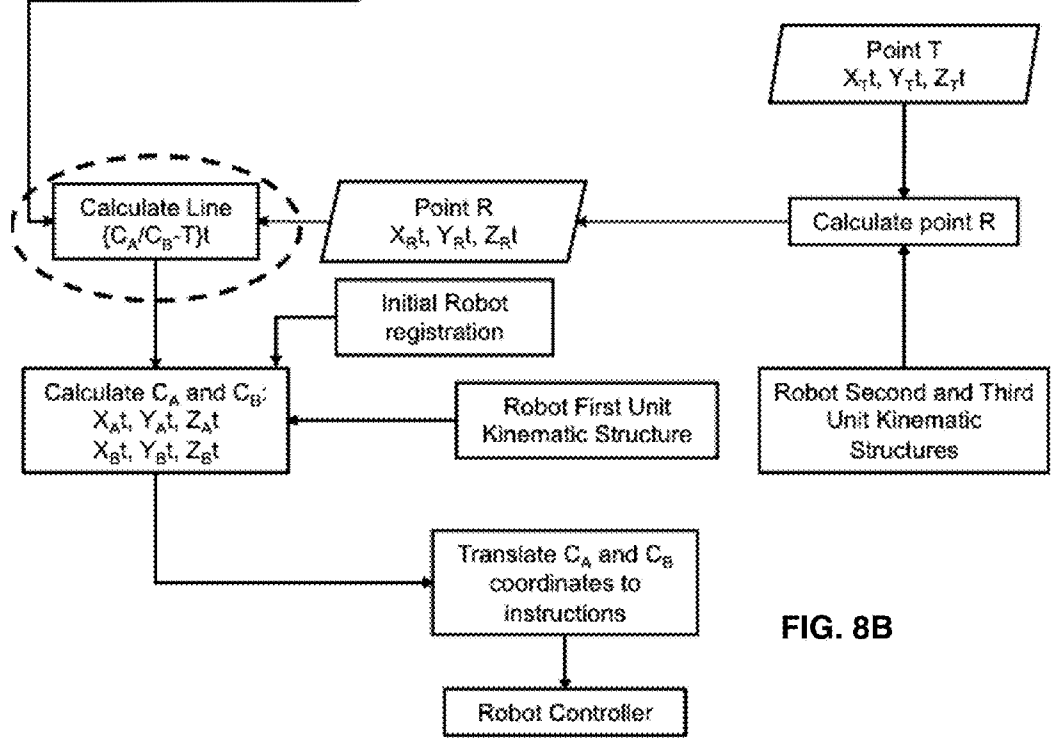 Point T
X_Tt, Y_Tt, Z_Tt
Calculate Line
{C_A/C_B-T}t
Point R
X_Rt, Y_Rt, Z_Rt
Calculate point R
Initial Robot
registration
Calculate C_A and C_B:
X_At, Y_At, Z_At
X_Bt, Y_Bt, Z_Bt
Robot First Unit
Kinematic Structure
Robot Second and Third
Unit Kinematic
Structures
Translate C_A and C_B
coordinates to
instructions
FIG. 8B
Robot Controller